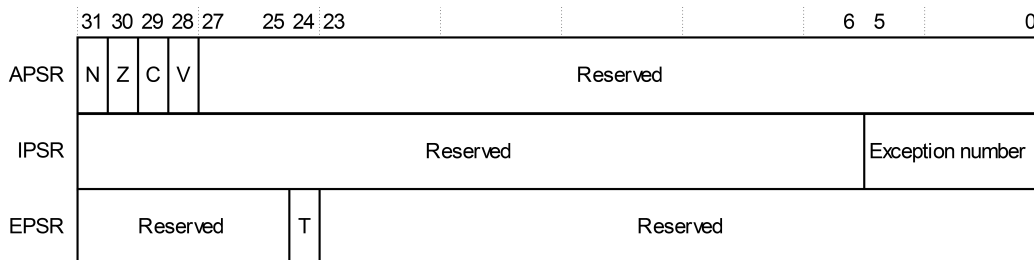 31 30 29 28 27 25 24 23 6 5 0
APSR N Z C V Reserved
IPSR Reserved Exception number
EPSR Reserved T Reserved